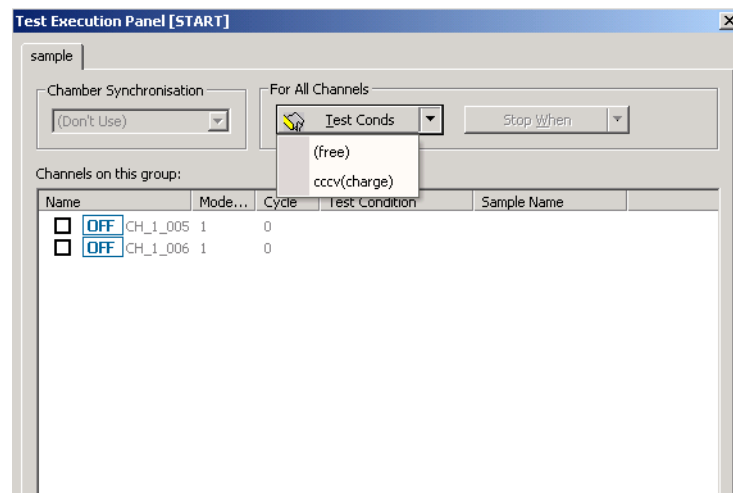 Test Execution Panel [START]
sample
Chamber Synchronisation
(Don't Use)
For All Channels
Test Conds
Stop When
(free)
cccv(charge)
Channels on this group:
Name Mode... Cycle Test Condition Sample Name
OFF CH_1_005 1 0
OFF CH_1_006 1 0